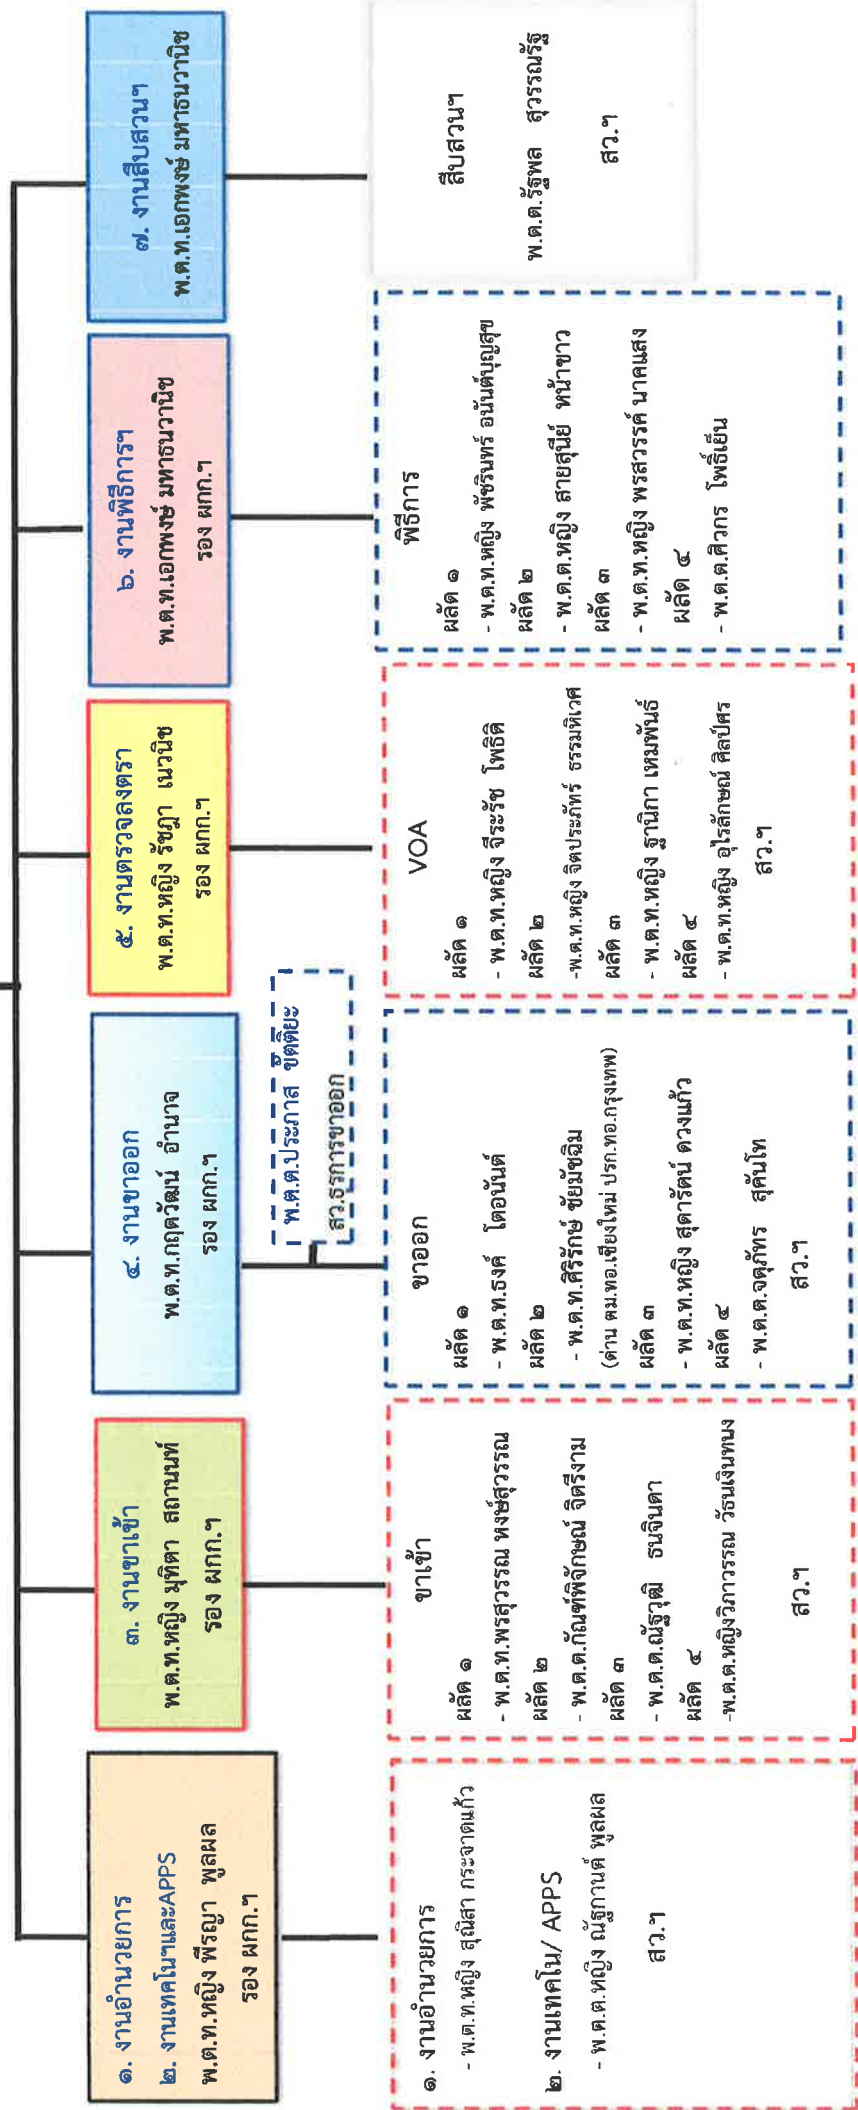 ๑. งานอำนวยการ
๒. งานเทคโนฯและAPPS
พ.ต.ท.หญิง พีรญา พูลผล
รอง ผกก.ฯ
๓. งานขาเข้า
พ.ต.ท.หญิง มุทิตา สถานนท์
รอง ผกก.ฯ
๔. งานขาออก
พ.ต.ท.กฤตวัฒน์ อำนาจ
รอง ผกก.ฯ
๕. งานตรวจลงตรา
พ.ต.ท.หญิง รัชฎา เนวนิช
รอง ผกก.ฯ
๖. งานพิธีการฯ
พ.ต.ท.เอกพงษ์ มหาธนวานิช
รอง ผกก.ฯ
๗. งานสืบสวนฯ
พ.ต.ท.เอกพงษ์ มหาธนวานิช
พ.ต.ต.ประภาส ขัตติยะ
สว.ธุรการขาออก
๑. งานอำนวยการ
- พ.ต.ท.หญิง สุณิสา กระจาดแก้ว
๒. งานเทคโน/ APPS
- พ.ต.ต.หญิง ณัฐกานต์ พูลผล
สว.ฯ
ขาเข้า
ผลัด ๑
- พ.ต.ท.พรสุวรรณ หงษ์สุวรรณ
ผลัด ๒
- พ.ต.ต.กัณฑ์พิจักษณ์ จิตรีงาม
ผลัด ๓
- พ.ต.ต.ณัฐวุฒิ ธนจินดา
ผลัด ๔
-พ.ต.ต.หญิงวิภาวรรณ วัธนเงินทนง
สว.ฯ
ขาออก
ผลัด ๑
- พ.ต.ท.ธงค์ โตอนันต์
ผลัด ๒
- พ.ต.ท.ศิริรักษ์ ชัยมัชฉิม
(ด่าน ตม.ทอ.เชียงใหม่ ปรก.ทอ.กรุงเทพ)
ผลัด ๓
- พ.ต.ท.หญิง สุดารัตน์ ดวงแก้ว
ผลัด ๔
- พ.ต.ต.จตุภัทร สุคันโท
สว.ฯ
VOA
ผลัด ๑
- พ.ต.ท.หญิง จีระรัช โพธิดิ
ผลัด ๒
-พ.ต.ท.หญิง จิตประภัทร์ ธรรมทิเวศ
ผลัด ๓
- พ.ต.ท.หญิง ฐานิกา เหมพันธ์
ผลัด ๔
- พ.ต.ท.หญิง อุไรลักษณ์ ศิลป์ศร
สว.ฯ
พิธีการ
ผลัด ๑
- พ.ต.ท.หญิง พัชรินทร์ อนันต์บุญสุข
ผลัด ๒
- พ.ต.ต.หญิง สายสุนีย์ หน้าขาว
ผลัด ๓
- พ.ต.ท.หญิง พรสวรรค์ นาคแสง
ผลัด ๔
- พ.ต.ต.ศิวกร โพธิ์เย็น
สืบสวนฯ
พ.ต.ต.รัฐพล สุวรรณรัฐ
สว.ฯ